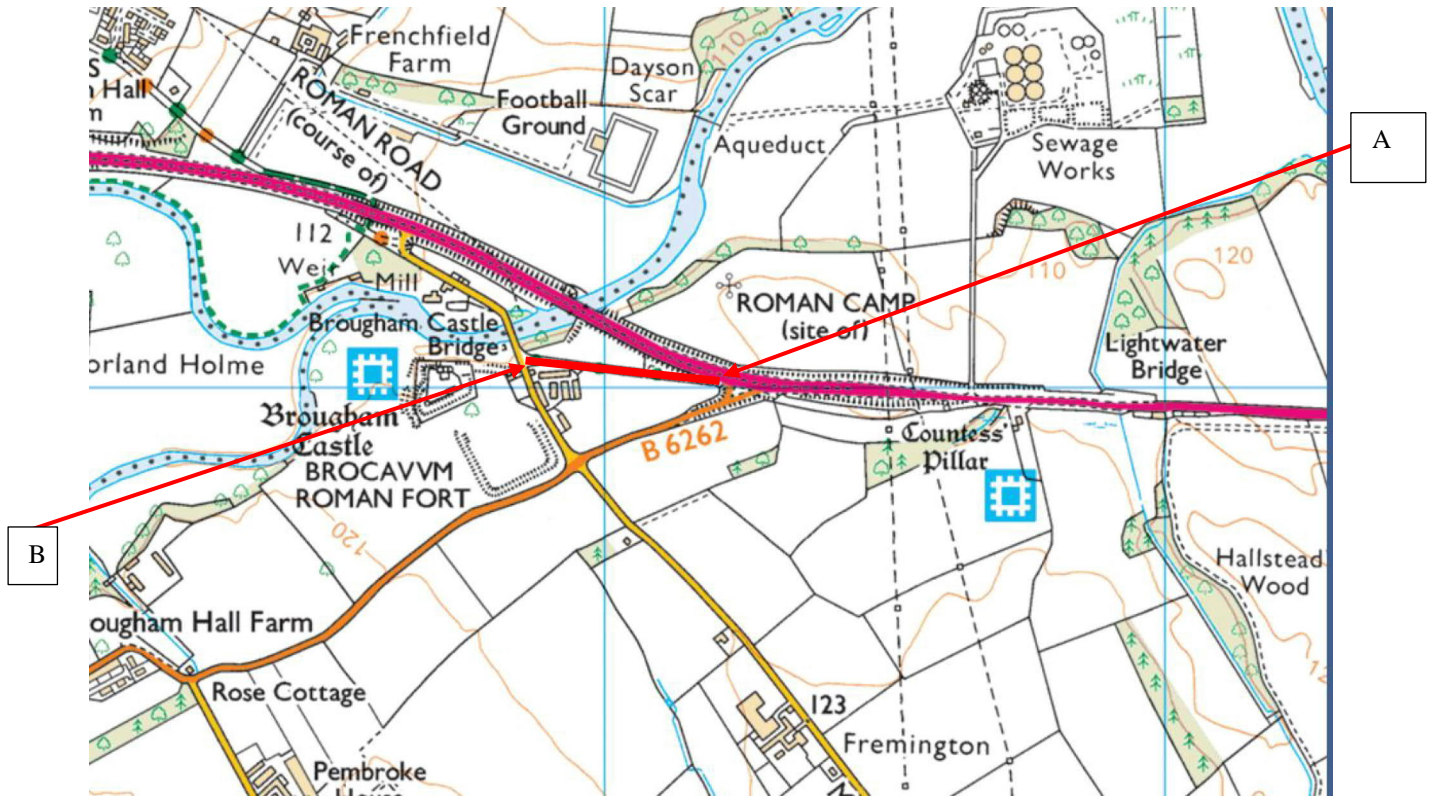 Frenchfield
Farm
Dayson
Scar
110
Hall
ROMAN ROAD
(course of)
Football
Ground
Aqueduct
Sewage
Works
A
112
Weir
Mill
110
120
ROMAN CAMP
(site of)
Brougham Castle
Bridge
Lightwater
Bridge
orland Holme
Brougham
Castle
BROCAVVM
ROMAN FORT
B 6262
Countess'
Pillar
B
120
Hallstead
Wood
ougham Hall Farm
Rose Cottage
123
Fremington
Pembroke